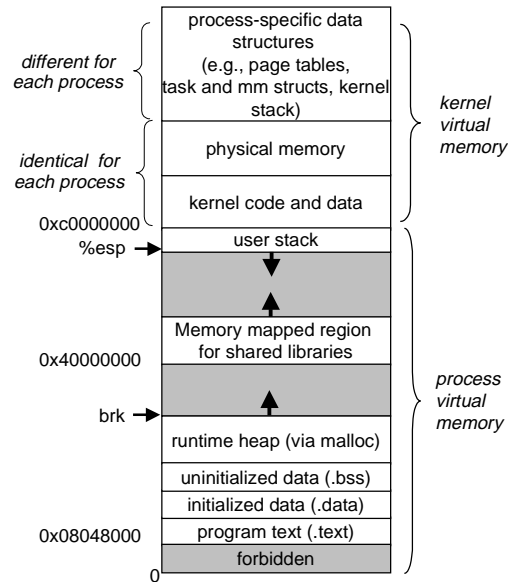 process-specific data
structures
(e.g., page tables,
task and mm structs, kernel
stack)
different for
each process
kernel
virtual
memory
physical memory
identical for
each process
kernel code and data
0xc0000000
user stack
%esp
Memory mapped region
for shared libraries
0x40000000
process
virtual
memory
brk
runtime heap (via malloc)
uninitialized data (.bss)
initialized data (.data)
program text (.text)
0x08048000
forbidden
0